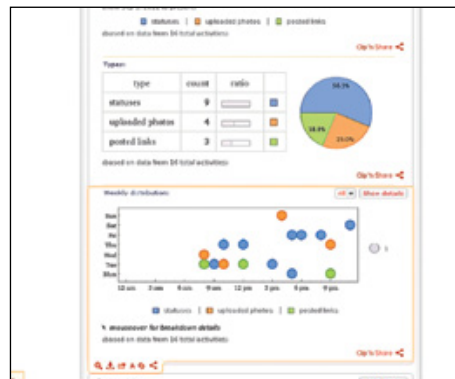 statuses | uploaded photos | posted links
(based on data from 16 total activities)
Clip'n Share
Types:
type count ratio
statuses 9
uploaded photos 4
posted links 3
56.3%
18.8%
25.0%
(based on data from 16 total activities)
Clip'n Share
Weekly distribution:
all
Show details
Sun
Sat
Fri
Thu
Wed
Tue
Mon
1
12 am 3 am 6 am 9 am 12 pm 3 pm 6 pm 9 pm
statuses | uploaded photos | posted links
mouseover for breakdown details
(based on data from 16 total activities)
Clip'n Share